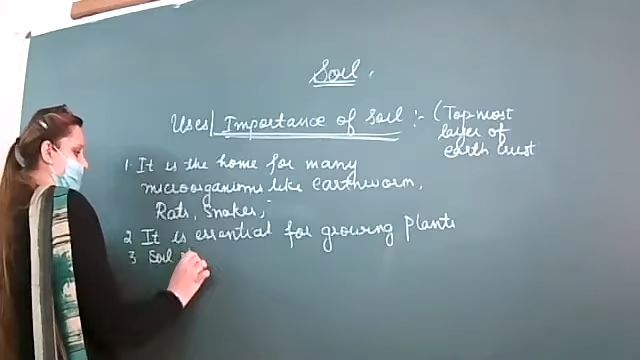 Soil.
Uses/Importance of soil :- (Top most
layer of
earth crust
1. It is the home for many
microorganisms like earthworm,
Rats, Snakes,
2 It is essential for growing plants
3 Soil